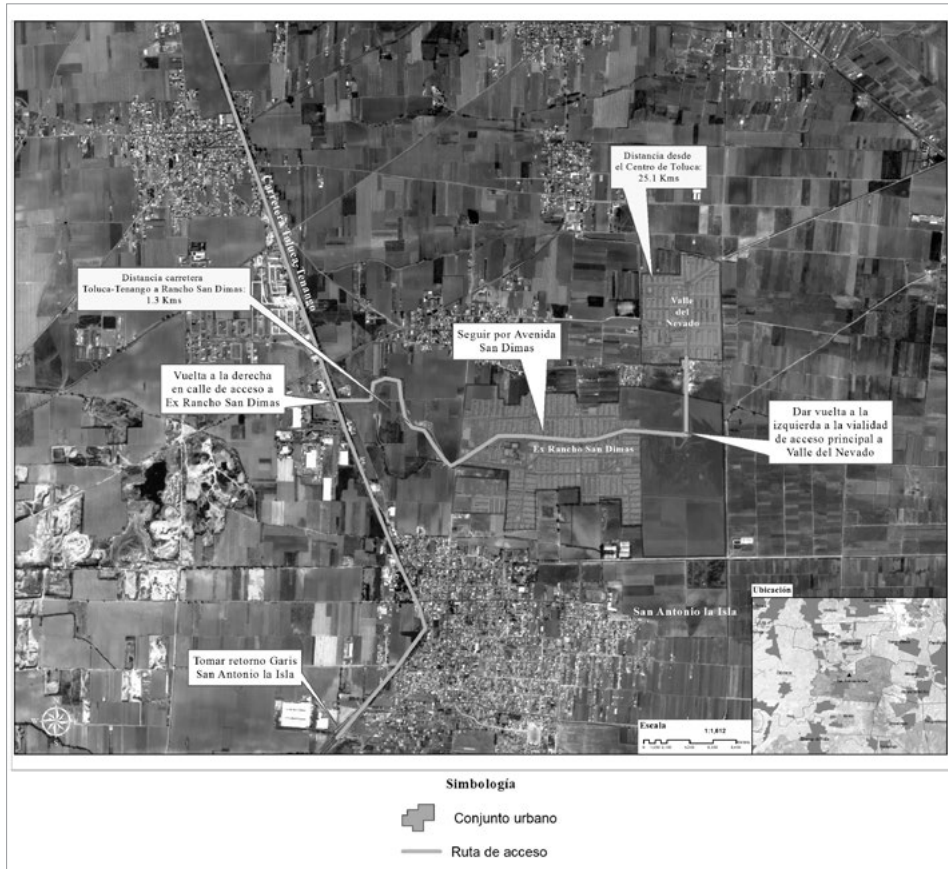 Distancia desde
el Centro de Toluca:
25.1 Kms
Carretera Toluca-Tenango
Distancia carretera
Toluca-Tenango a Rancho San Dimas:
1.3 Kms
Valle
del
Nevado
Seguir por Avenida
San Dimas
Vuelta a la derecha
en calle de acceso a
Ex Rancho San Dimas
Dar vuelta a la
izquierda a la vialidad
de acceso principal a
Valle del Nevado
Ex Rancho San Dimas
San Antonio la Isla
Tomar retorno Garis
San Antonio la Isla
Ubicación
Escala
1:1,812
Simbología
Conjunto urbano
Ruta de acceso